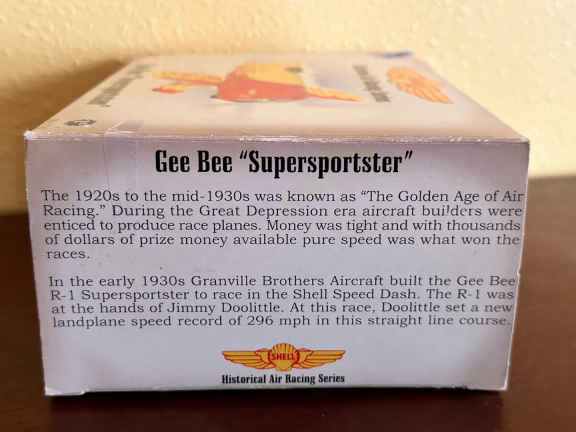 Gee Bee “Supersportster”
The 1920s to the mid-1930s was known as “The Golden Age of Air
Racing.” During the Great Depression era aircraft builders were
enticed to produce race planes. Money was tight and with thousands
of dollars of prize money available pure speed was what won the
races.
In the early 1930s Granville Brothers Aircraft built the Gee Bee
R-1 Supersportster to race in the Shell Speed Dash. The R-1 was
at the hands of Jimmy Doolittle. At this race, Doolittle set a new
landplane speed record of 296 mph in this straight line course.
SHELL
Historical Air Racing Series